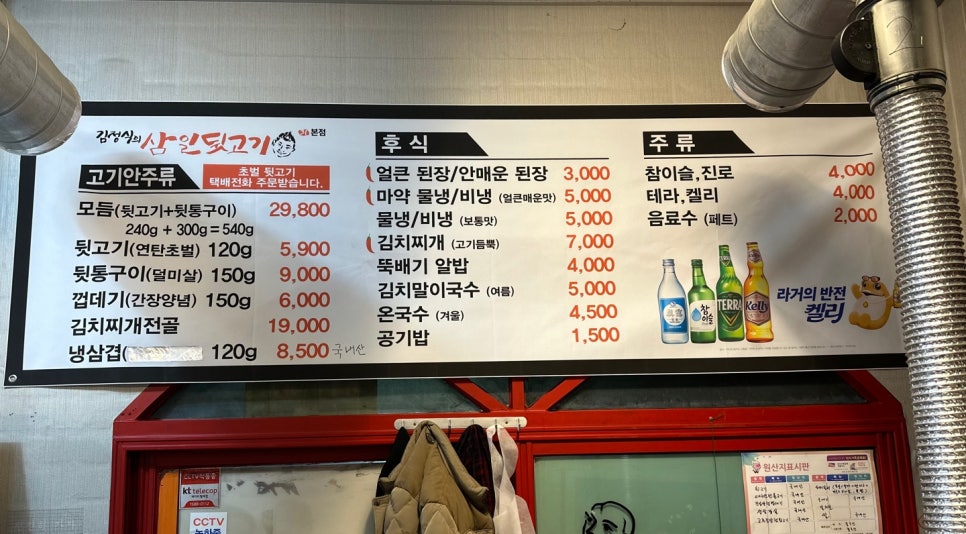 김정실의 삼일뒷고기 본점
고기안주류
초벌 뒷고기
택배전화 주문받습니다.
모듬(뒷고기+뒷통구이) 29,800
240g + 300g = 540g
뒷고기(연탄초벌) 120g 5,900
뒷통구이(덜미살) 150g 9,000
껍데기(간장양념) 150g 6,000
김치찌개전골 19,000
냉삼겹( 120g 8,500 국내산
후식
얼큰 된장/안매운 된장 3,000
마약 물냉/비냉 (얼큰매운맛) 5,000
물냉/비냉 (보통맛) 5,000
김치찌개 (고기듬뿍) 7,000
뚝배기 알밥 4,000
김치말이국수 (여름) 5,000
온국수 (겨울) 4,500
공기밥 1,500
주류
참이슬,진로 4,000
테라,켈리 4,000
음료수 (페트) 2,000
참이슬
TERRA
Kelly
라거의 반전
켈리
2
kt telecop
CCTV
녹화중
원산지표시판